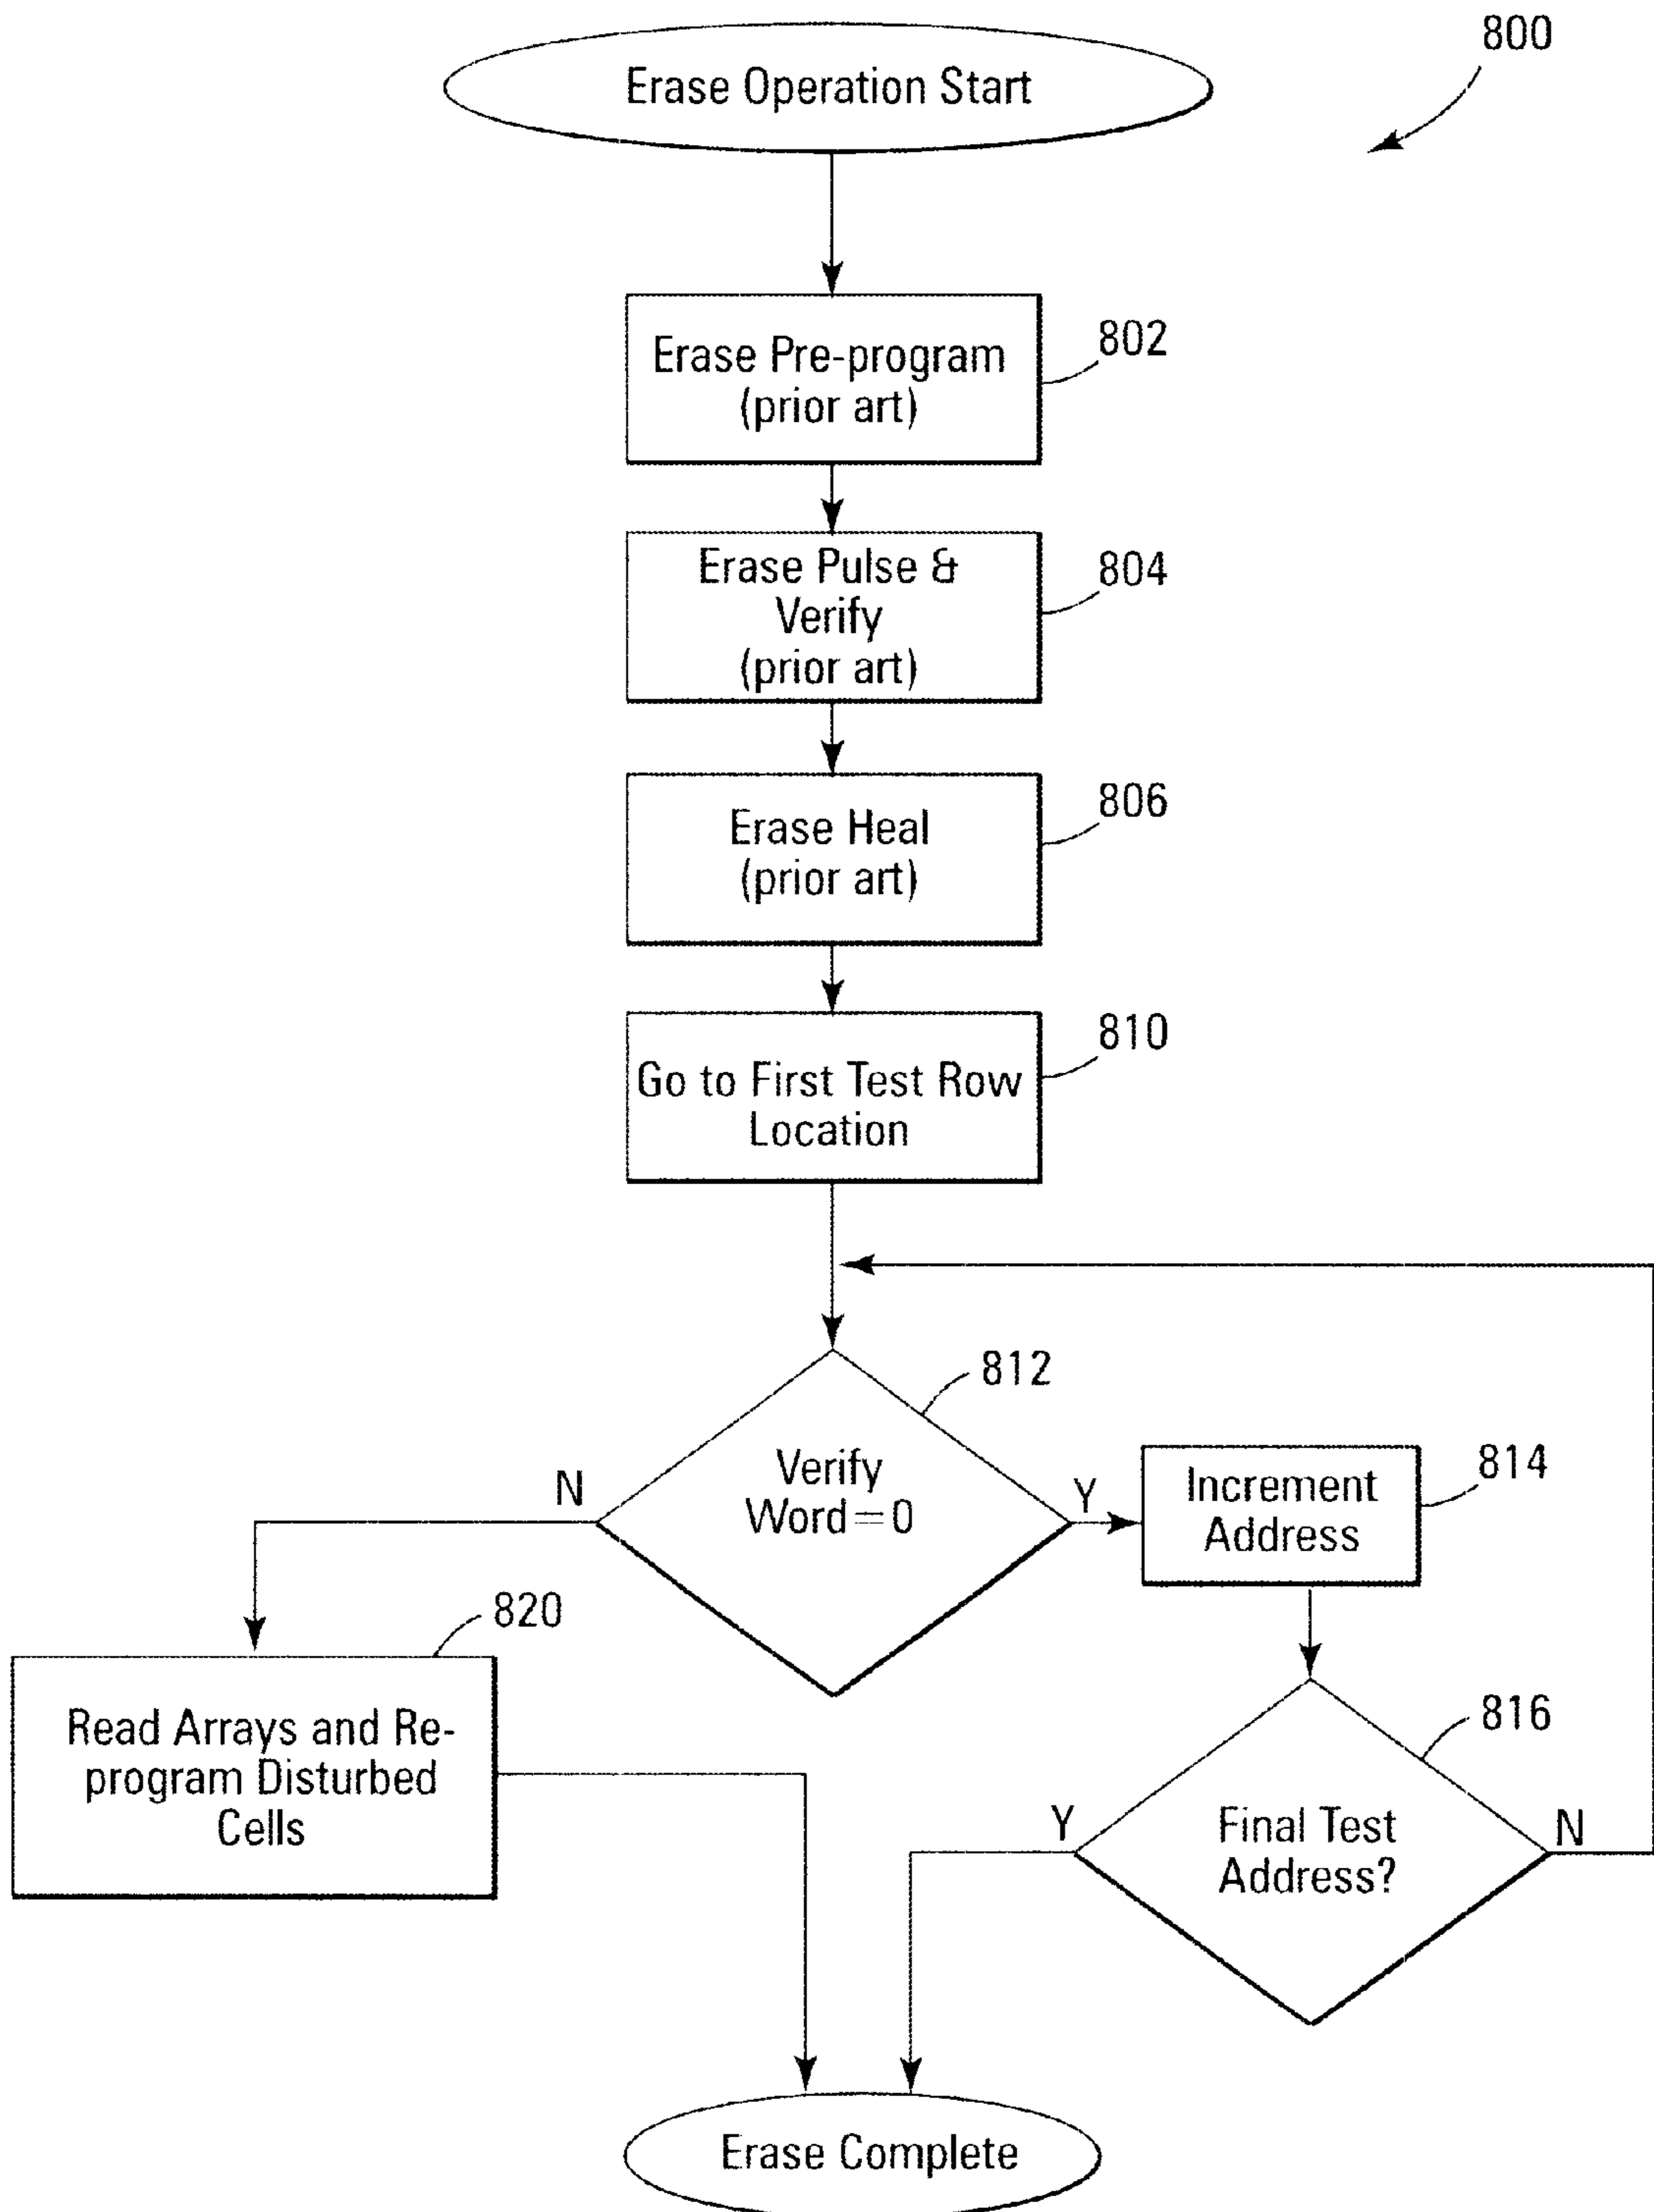 800
Erase Operation Start
802
Erase Pre-program
(prior art)
804
Erase Pulse &
Verify
(prior art)
806
Erase Heal
(prior art)
810
Go to First Test Row
Location
812
Verify
Word=0
N
Y
814
Increment
Address
820
Read Arrays and Re-
program Disturbed
Cells
816
Final Test
Address?
Y
N
Erase Complete